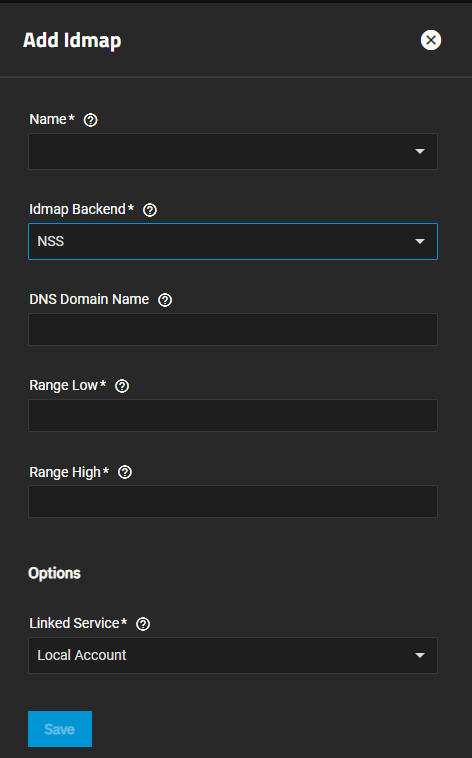 Add Idmap
Name*
Idmap Backend*
NSS
DNS Domain Name
Range Low*
Range High*
Options
Linked Service*
Local Account
Save